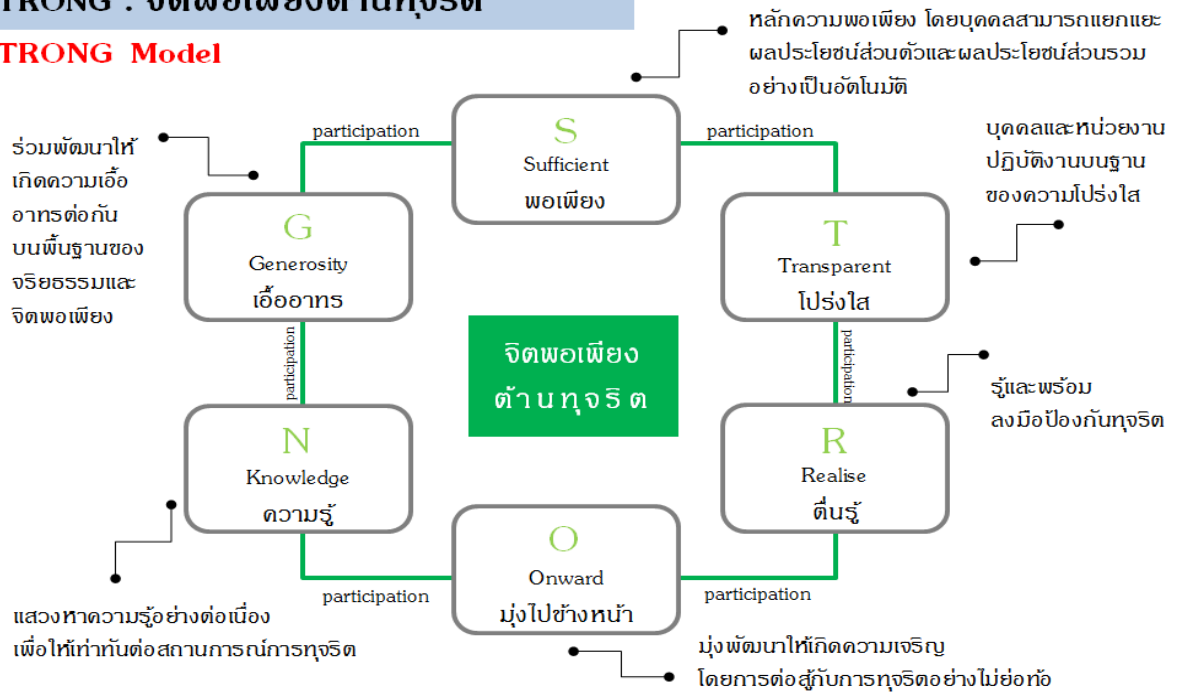 TRONG : จิตพอเพียงต้านทุจริต
TRONG Model
หลักความพอเพียง โดยบุคคลสามารถแยกแยะ
ผลประโยชน์ส่วนตัวและผลประโยชน์ส่วนรวม
อย่างเป็นอัตโนมัติ
participation
S
Sufficient
พอเพียง
participation
ร่วมพัฒนาให้
เกิดความเอื้อ
อาทรต่อกัน
บนพื้นฐานของ
จริยธรรมและ
จิตพอเพียง
บุคคลและหน่วยงาน
ปฏิบัติงานบนฐาน
ของความโปร่งใส
G
Generosity
เอื้ออาทร
T
Transparent
โปร่งใส
participation
จิตพอเพียง
ต้านทุจริต
participation
รู้และพร้อม
ลงมือป้องกันทุจริต
N
Knowledge
ความรู้
R
Realise
ตื่นรู้
O
Onward
มุ่งไปข้างหน้า
participation
participation
แสวงหาความรู้อย่างต่อเนื่อง
เพื่อให้เท่าทันต่อสถานการณ์การทุจริต
มุ่งพัฒนาให้เกิดความเจริญ
โดยการต่อสู้กับการทุจริตอย่างไม่ย่อท้อ